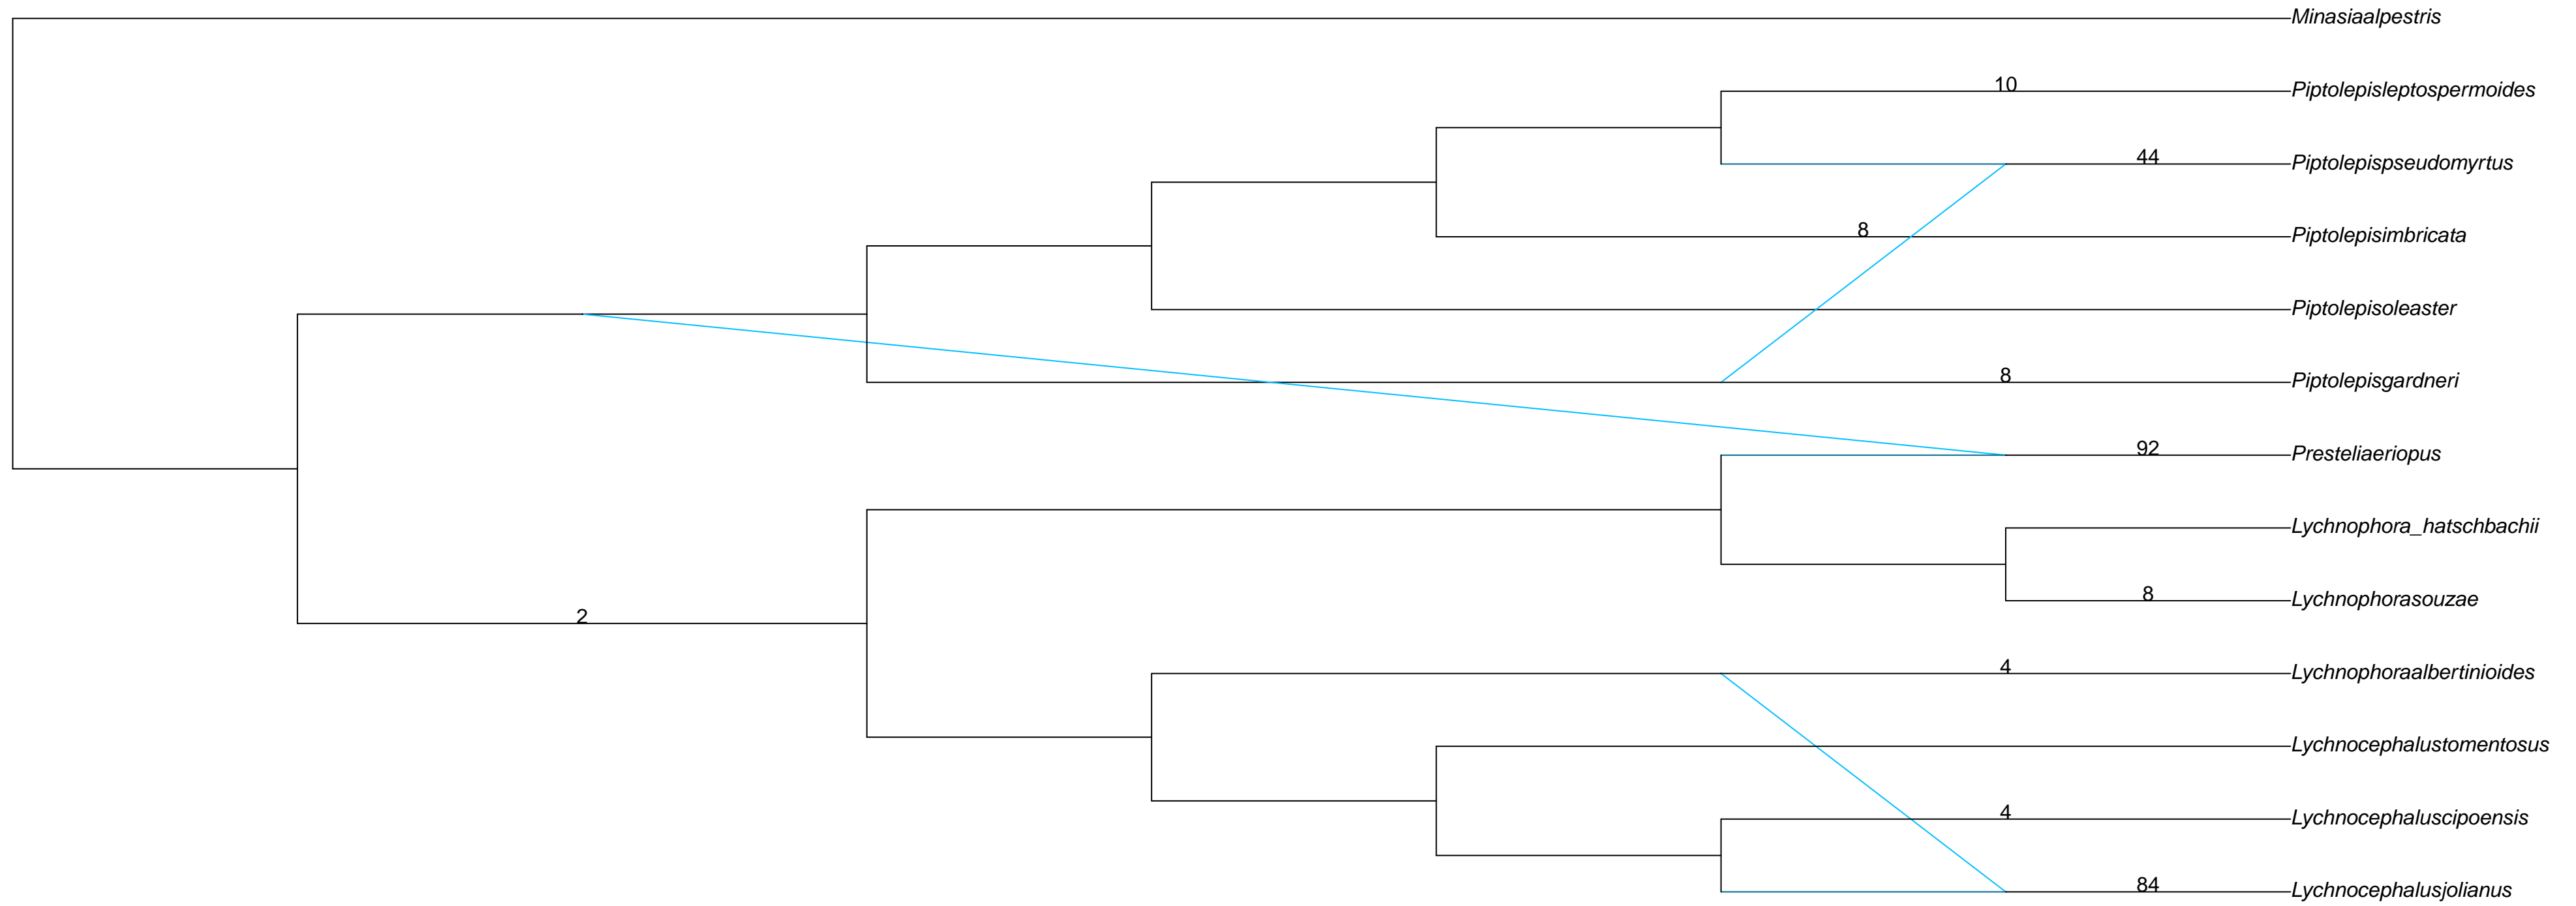 Minasiaalpestris
10
Piptolepisleptospermoides
44
Piptolepispseudomyrtus
8
Piptolepisimbricata
Piptolepisoleaster
8
Piptolepisgardneri
92
Presteliaeriopus
Lychnophora_hatschbachii
8
Lychnophorasouzae
2
4
Lychnophoraalbertinioides
Lychnocephalustomentosus
4
Lychnocephaluscipoensis
84
Lychnocephalusjolianus